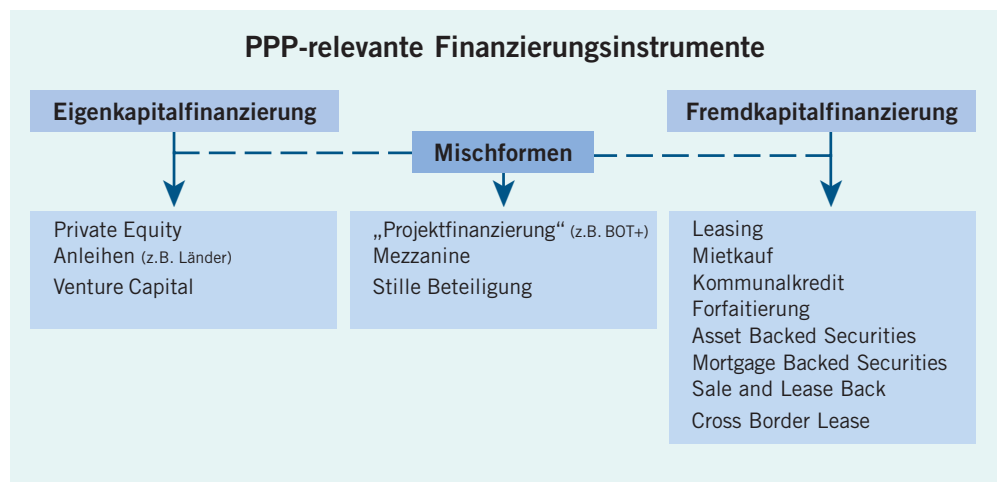 PPP-relevante Finanzierungsinstrumente
Eigenkapitalfinanzierung
Fremdkapitalfinanzierung
Mischformen
Private Equity
Anleihen (z.B. Länder)
Venture Capital
„Projektfinanzierung“ (z.B. BOT+)
Mezzanine
Stille Beteiligung
Leasing
Mietkauf
Kommunalkredit
Forfaitierung
Asset Backed Securities
Mortgage Backed Securities
Sale and Lease Back
Cross Border Lease